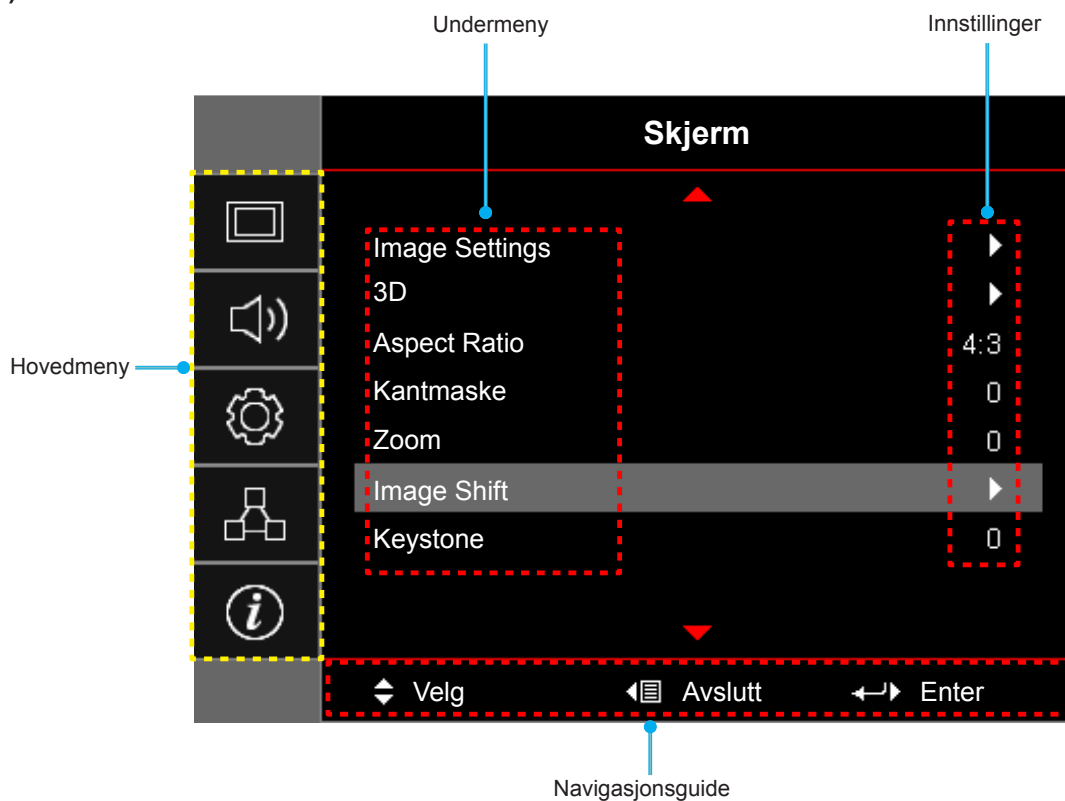 Undermeny Innstillinger
Skjerm
Image Settings
3D
Aspect Ratio 4:3
Hovedmeny
Kantmaske 0
Zoom 0
Image Shift
Keystone 0
Velg Avslutt Enter
Navigasjonsguide